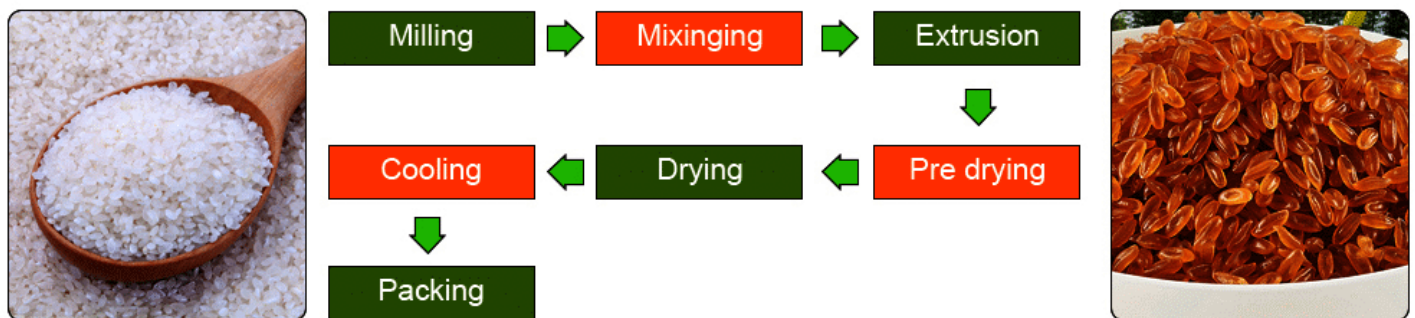 Milling
Mixinging
Extrusion
Pre drying
Drying
Cooling
Packing